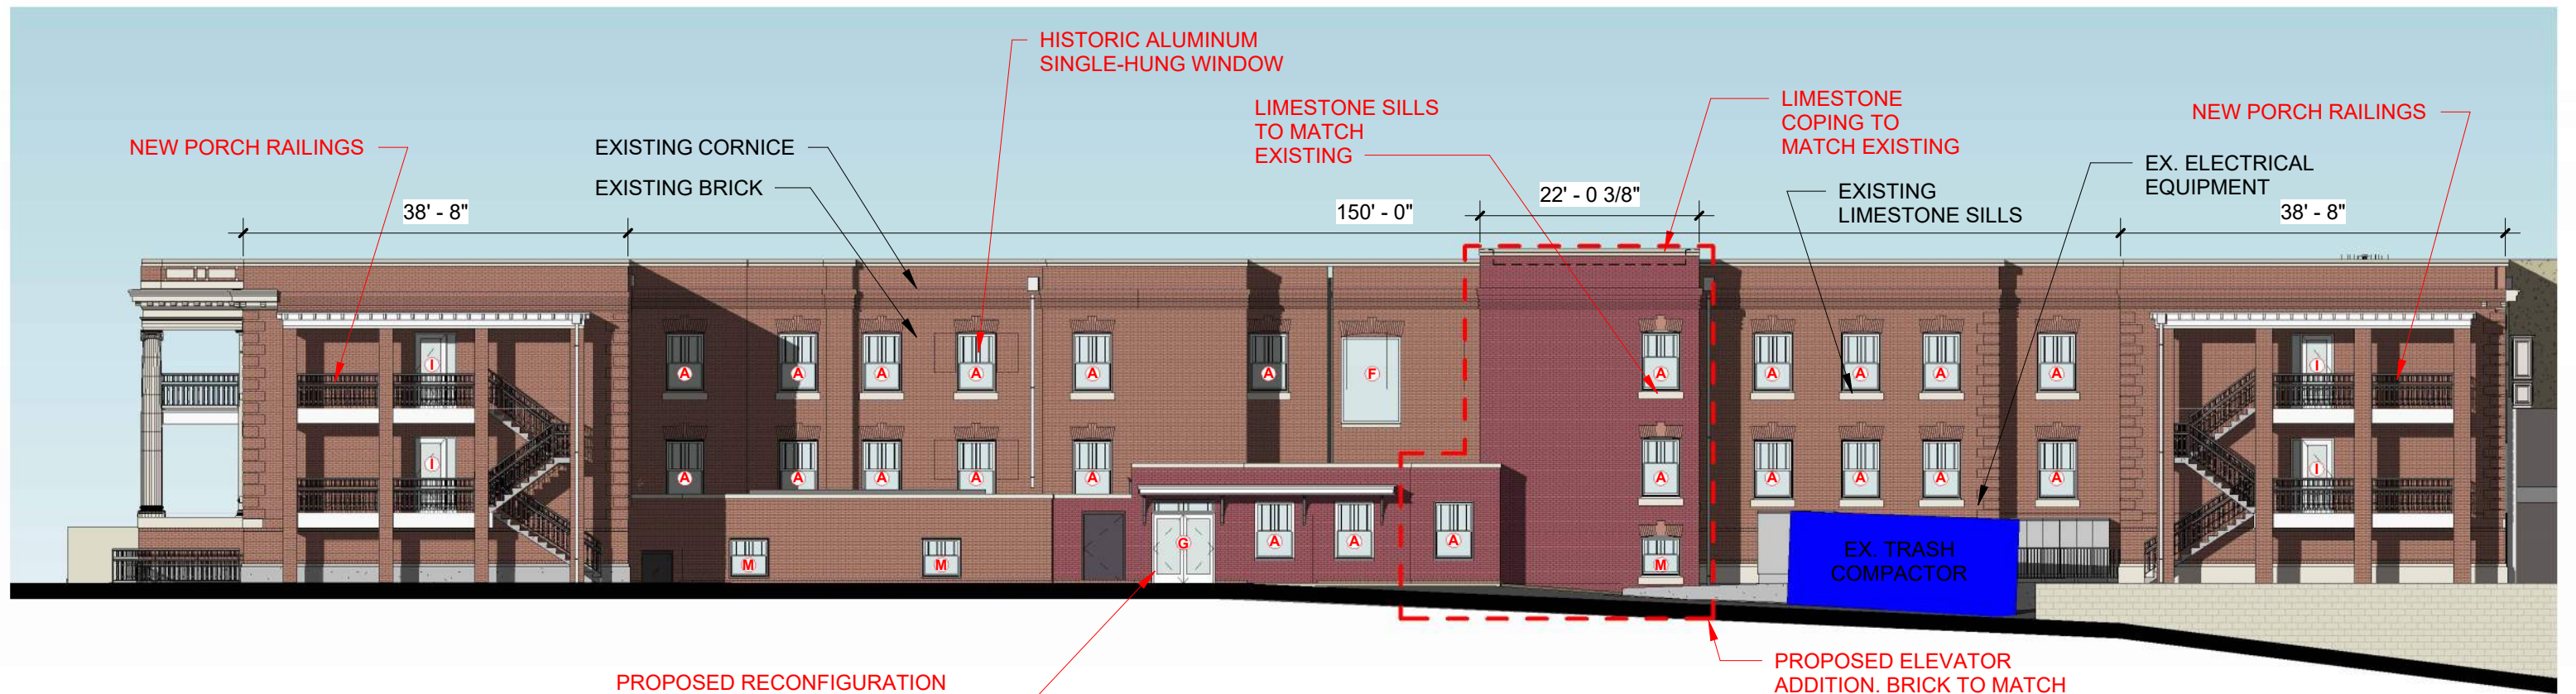 HISTORIC ALUMINUM
SINGLE-HUNG WINDOW
LIMESTONE SILLS
TO MATCH
EXISTING
LIMESTONE
COPING TO
MATCH EXISTING
NEW PORCH RAILINGS
NEW PORCH RAILINGS
EXISTING CORNICE
EXISTING BRICK
EX. ELECTRICAL
EQUIPMENT
EXISTING
LIMESTONE SILLS
38' - 8"
150' - 0"
22' - 0 3/8"
38' - 8"
I
A
A
A
A
A
A
F
A
A
A
A
A
I
I
A
A
A
A
A
A
A
A
A
A
I
M
M
G
A
A
A
M
EX. TRASH
COMPACTOR
PROPOSED RECONFIGURATION
PROPOSED ELEVATOR
ADDITION. BRICK TO MATCH